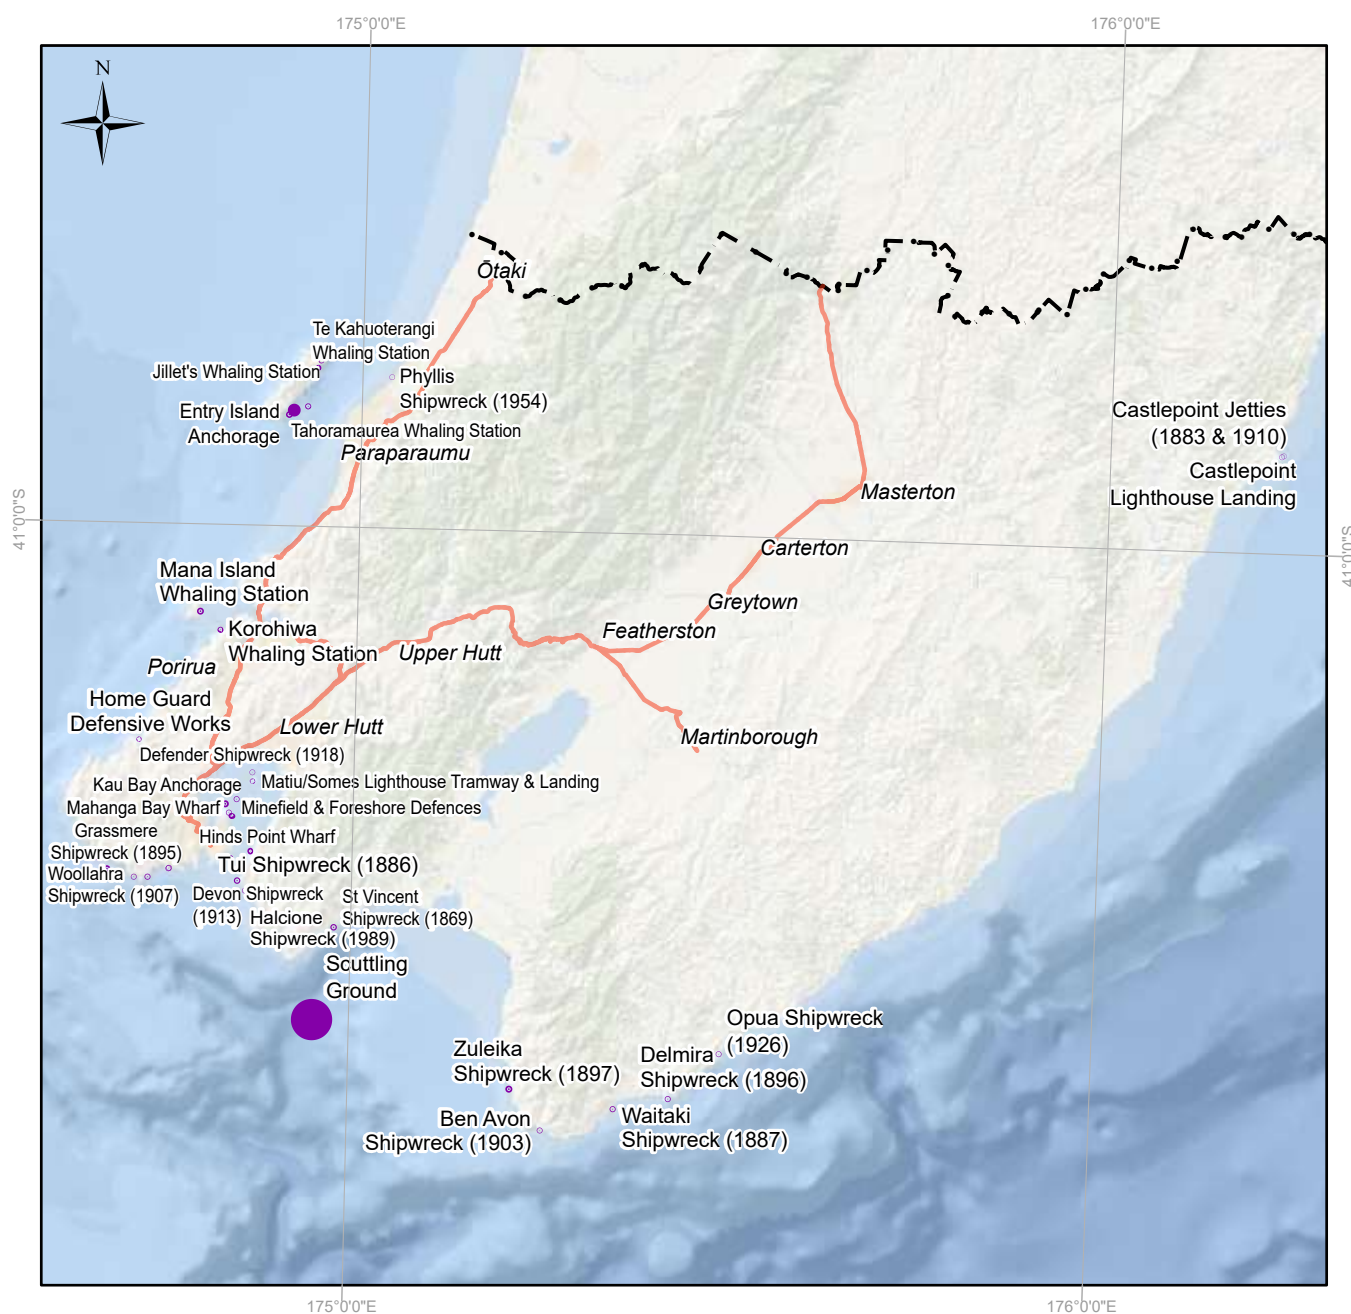 175°0'0"E
176°0'0"E
N
Ōtaki
Te Kahuoterangi
Whaling Station
Jillet's Whaling Station
Phyllis
Shipwreck (1954)
Entry Island
Anchorage
Tahoramaurea Whaling Station
Paraparaumu
Castlepoint Jetties
(1883 & 1910)
Castlepoint
Lighthouse Landing
Masterton
41°0'0"S
41°0'0"S
Carterton
Mana Island
Whaling Station
Greytown
Korohiwa
Whaling Station
Featherston
Upper Hutt
Porirua
Home Guard
Defensive Works
Lower Hutt
Martinborough
Defender Shipwreck (1918)
Kau Bay Anchorage
Matiu/Somes Lighthouse Tramway & Landing
Mahanga Bay Wharf
Minefield & Foreshore Defences
Grassmere
Shipwreck (1895)
Hinds Point Wharf
Tui Shipwreck (1886)
Woollahra
Shipwreck (1907)
Devon Shipwreck
(1913)
St Vincent
Shipwreck (1869)
Halcione
Shipwreck (1989)
Scuttling
Ground
Opua Shipwreck
(1926)
Zuleika
Shipwreck (1897)
Delmira
Shipwreck (1896)
Ben Avon
Shipwreck (1903)
Waitaki
Shipwreck (1887)
175°0'0"E
176°0'0"E